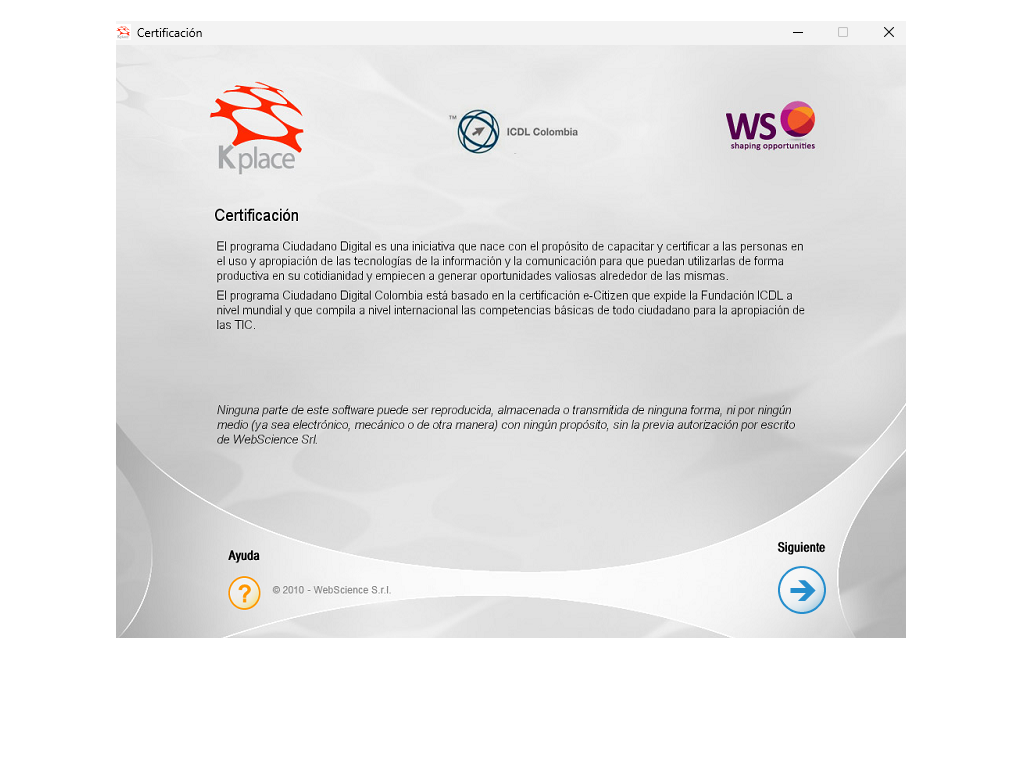 Certificación
Kplace
TM
ICDL Colombia
WS
shaping opportunities
Certificación
El programa Ciudadano Digital es una iniciativa que nace con el propósito de capacitar y certificar a las personas en
el uso y apropiación de las tecnologías de la información y la comunicación para que puedan utilizarlas de forma
productiva en su cotidianidad y empiecen a generar oportunidades valiosas alrededor de las mismas.
El programa Ciudadano Digital Colombia está basado en la certificación e-Citizen que expide la Fundación ICDL a
nivel mundial y que compila a nivel internacional las competencias básicas de todo ciudadano para la apropiación de
las TIC.
Ninguna parte de este software puede ser reproducida, almacenada o transmitida de ninguna forma, ni por ningún
medio (ya sea electrónico, mecánico o de otra manera) con ningún propósito, sin la previa autorización por escrito
de WebScience Srl.
Ayuda
Siguiente
?
© 2010 - WebScience S.r.l.